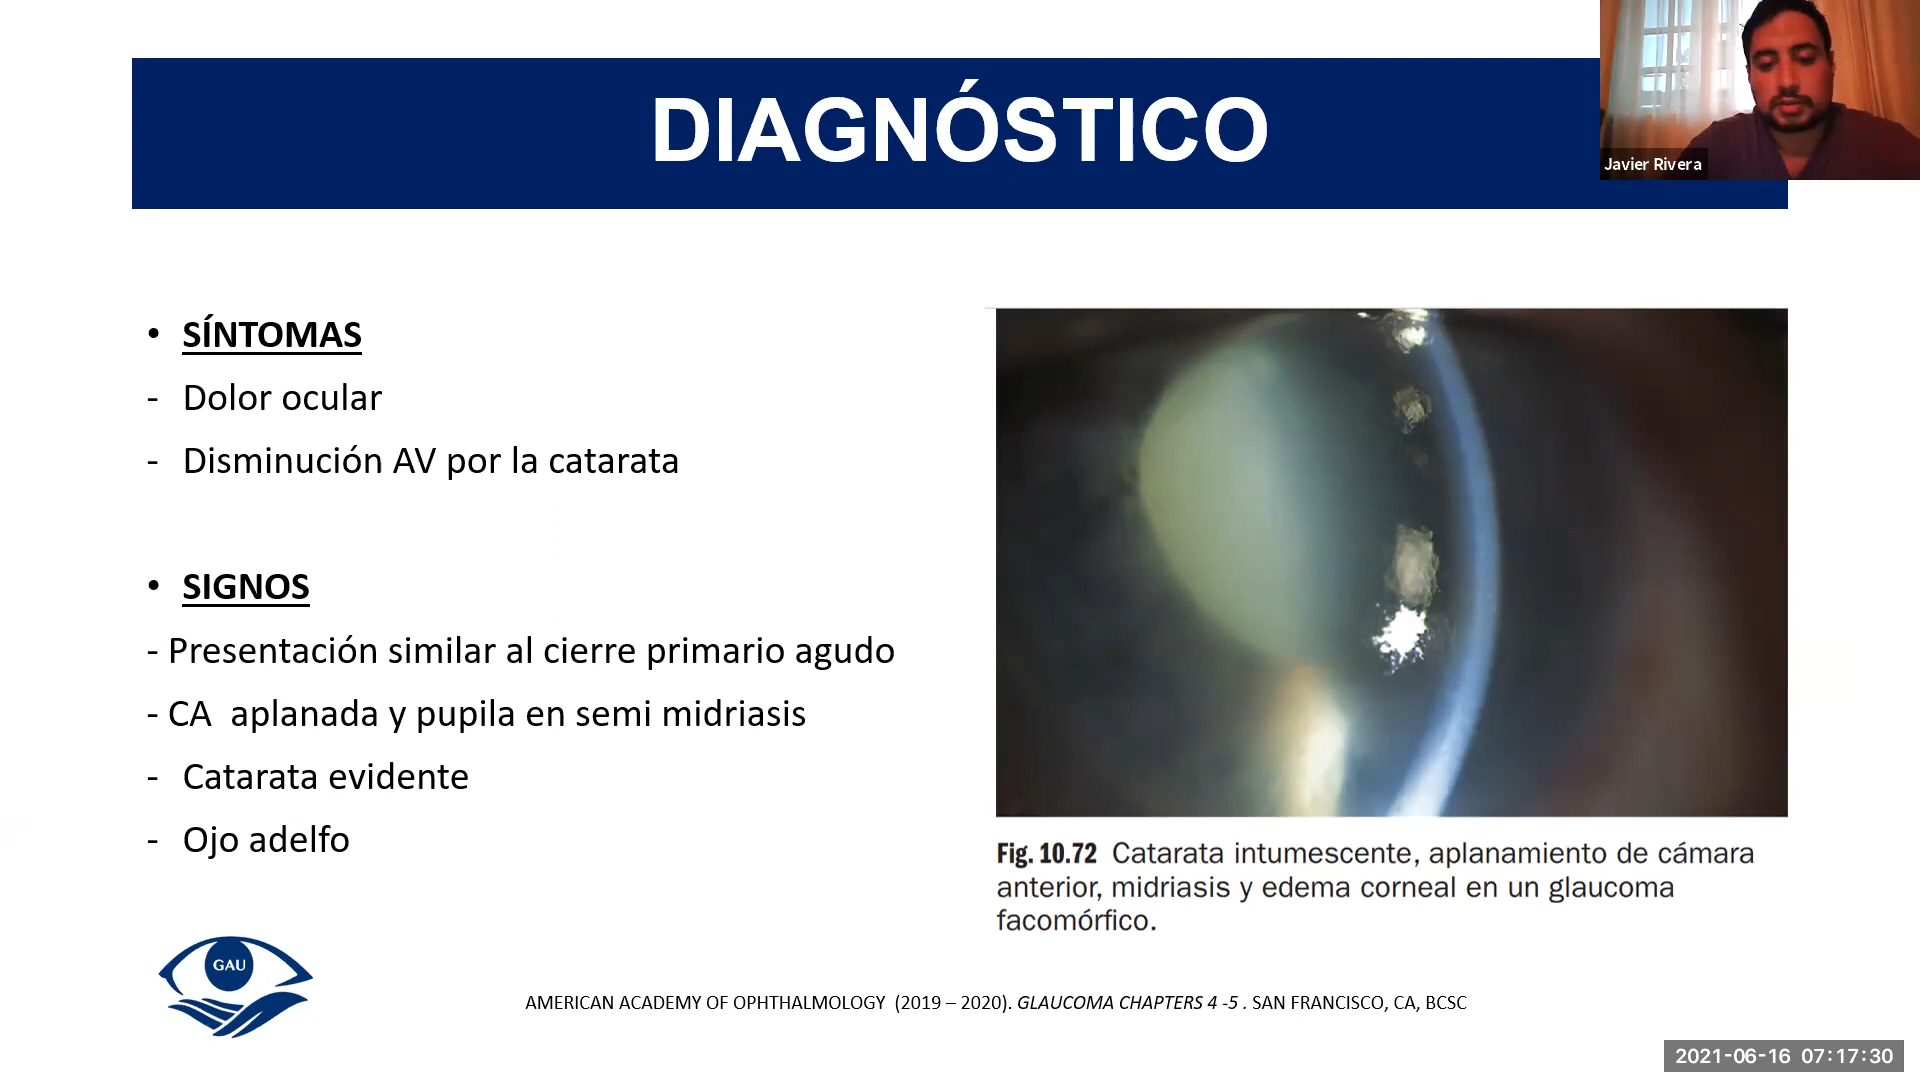 DIAGNÓSTICO
Javier Rivera
• SÍNTOMAS
- Dolor ocular
- Disminución AV por la catarata
• SIGNOS
- Presentación similar al cierre primario agudo
- CA  aplanada y pupila en semi midriasis
- Catarata evidente
- Ojo adelfo
Fig. 10.72 Catarata intumescente, aplanamiento de cámara
anterior, midriasis y edema corneal en un glaucoma
facomórfico.
GAU
AMERICAN ACADEMY OF OPHTHALMOLOGY (2019 – 2020). GLAUCOMA CHAPTERS 4 -5 . SAN FRANCISCO, CA, BCSC
2021-06-16 07:17:30